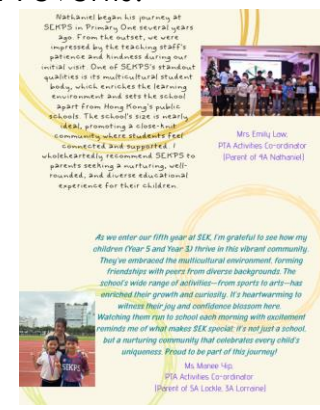 Nathaniel began his journey at
SEKPS in Primary One several years
ago. From the outset, we were
impressed by the teaching staff's
patience and kindness during our
initial visit. One of SEKPS's standout
qualities is its multicultural student
body, which enriches the learning
environment and sets the school
apart from Hong Kong's public
schools. The school's size is nearly
ideal, promoting a close-knit
community where students feel
connected and supported. I
wholeheartedly recommend SEKPS to
parents seeking a nurturing, well-
rounded, and diverse educational
experience for their children.
Mrs Emily Law,
PTA Activities Co-ordinator
(Parent of 4A Nathaniel)
As we enter our fifth year at SEK, I'm grateful to see how my
children (Year 5 and Year 3) thrive in this vibrant community.
They've embraced the multicultural environment, forming
friendships with peers from diverse backgrounds. The
school's wide range of activities—from sports to arts—has
enriched their growth and curiosity. It's heartwarming to
witness their joy and confidence blossom here.
Watching them run to school each morning with excitement
reminds me of what makes SEK special: it's not just a school,
but a nurturing community that celebrates every child's
uniqueness. Proud to be part of this journey!
Ms Manee Yip,
PTA Activities Co-ordinator
(Parent of 5A Lockie, 3A Lorraine)
SEKPS